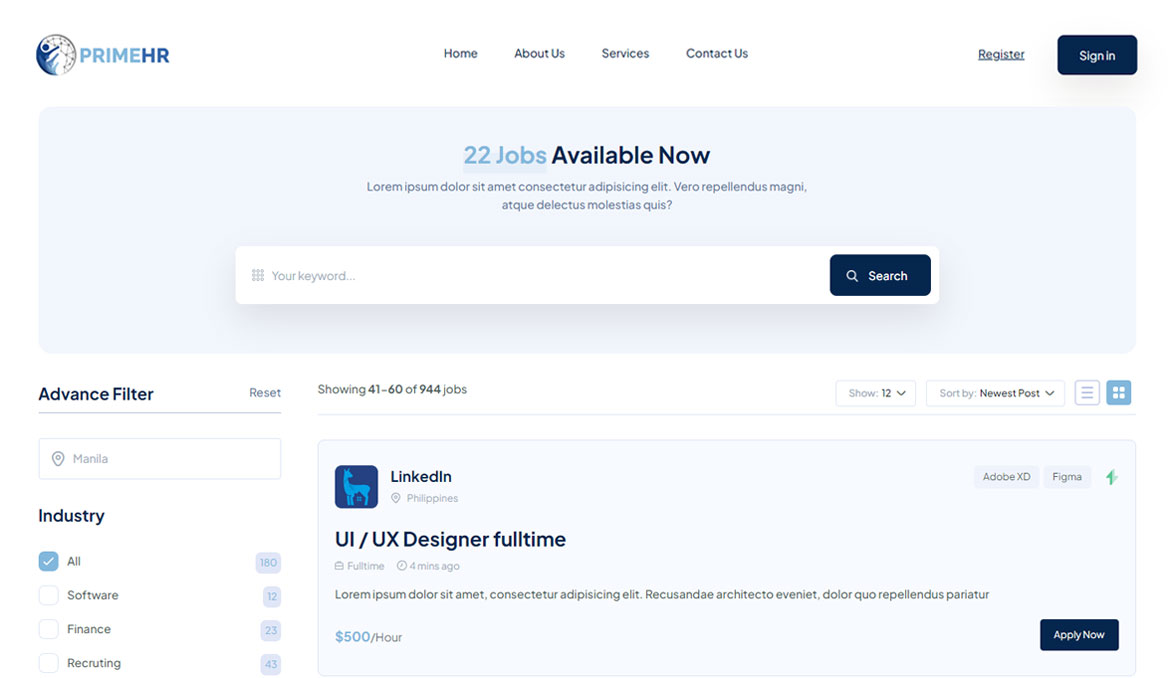 PRIMEHR
Home About Us Services Contact Us
Register
Sign in
22 Jobs Available Now
Lorem ipsum dolor sit amet consectetur adipisicing elit. Vero repellendus magni,
atque delectus molestias quis?
Your keyword...
Search
Advance Filter
Reset
Manila
Industry
All 180
Software 12
Finance 23
Recruting 43
Showing 41-60 of 944 jobs
Show: 12
Sort by: Newest Post
LinkedIn
Philippines
Adobe XD
Figma
UI / UX Designer fulltime
Fulltime 4 mins ago
Lorem ipsum dolor sit amet, consectetur adipisicing elit. Recusandae architecto eveniet, dolor quo repellendus pariatur
$500/Hour
Apply Now